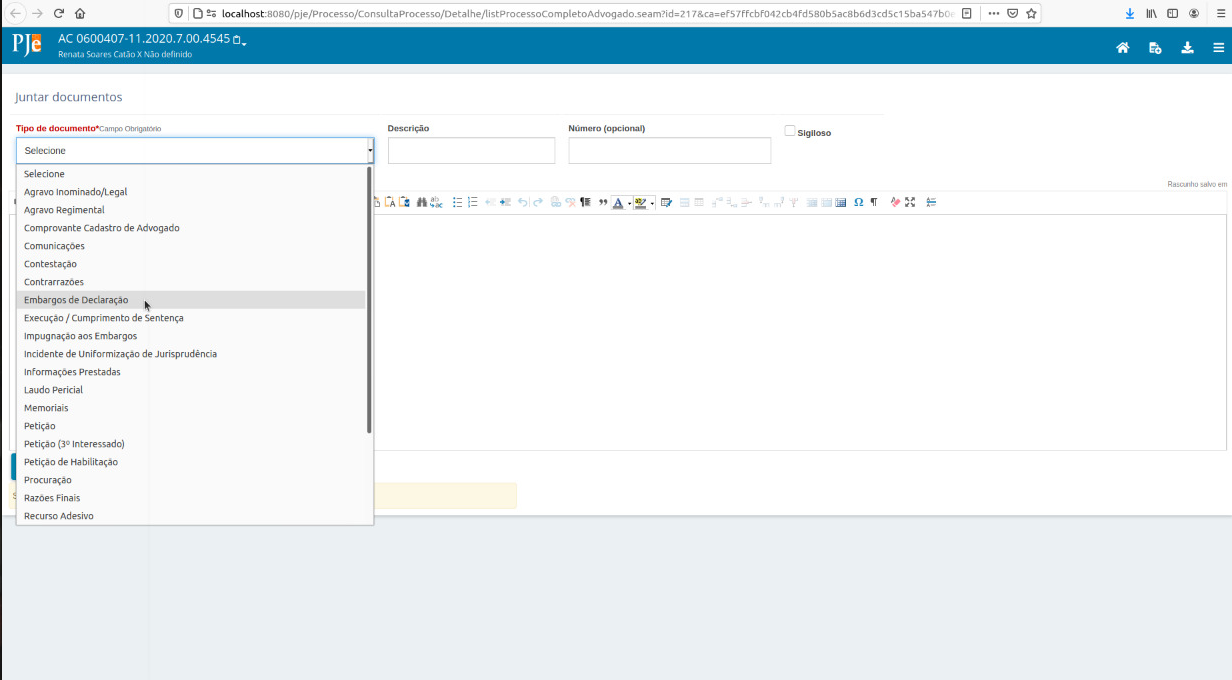 localhost:8080/pje/Processo/ConsultaProcesso/Detalhe/listProcessoCompletoAdvogado.seam?id=217&ca=ef57ffcbf042cb4fd580b5ac8b6d3cd5c15ba547b0
PJe
AC 0600407-11.2020.7.00.4545
Renata Soares Catão X Não definido
Juntar documentos
Tipo de documento*Campo Obrigatório
Descrição
Número (opcional)
Sigiloso
Selecione
Rascunho salvo em
Selecione
Agravo Inominado/Legal
Agravo Regimental
Comprovante Cadastro de Advogado
Comunicações
Contestação
Contrarrazões
Embargos de Declaração
Execução / Cumprimento de Sentença
Impugnação aos Embargos
Incidente de Uniformização de Jurisprudência
Informações Prestadas
Laudo Pericial
Memoriais
Petição
Petição (3º Interessado)
Petição de Habilitação
Procuração
Razões Finais
Recurso Adesivo